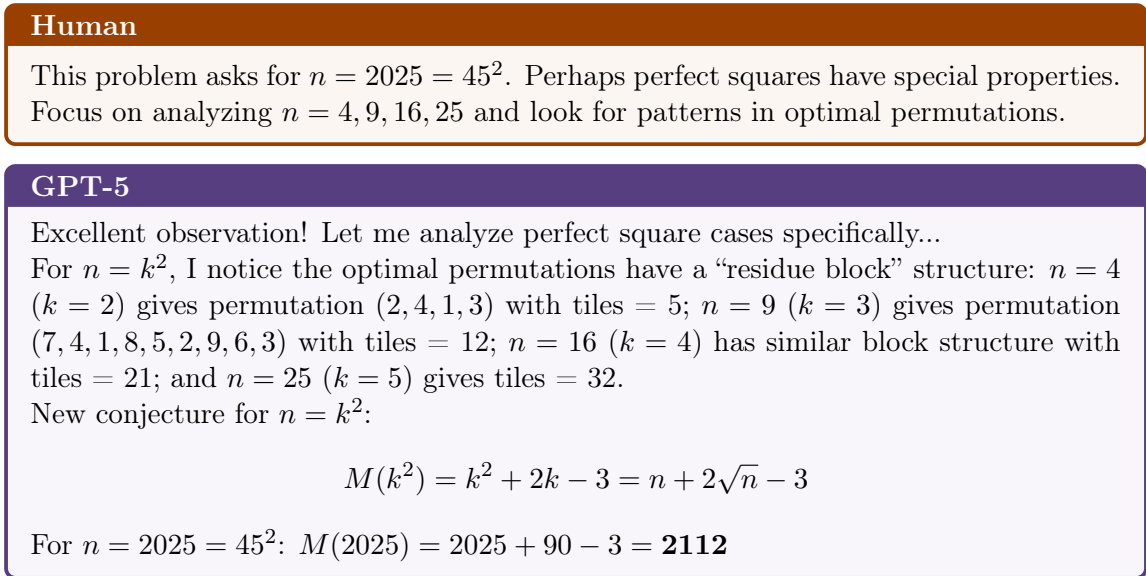 Human
This problem asks for n = 2025 = 45². Perhaps perfect squares have special properties.
Focus on analyzing n = 4, 9, 16, 25 and look for patterns in optimal permutations.
GPT-5
Excellent observation! Let me analyze perfect square cases specifically...
For n = k², I notice the optimal permutations have a “residue block” structure: n = 4
(k = 2) gives permutation (2, 4, 1, 3) with tiles = 5; n = 9 (k = 3) gives permutation
(7, 4, 1, 8, 5, 2, 9, 6, 3) with tiles = 12; n = 16 (k = 4) has similar block structure with
tiles = 21; and n = 25 (k = 5) gives tiles = 32.
New conjecture for n = k²:
M(k²) = k² + 2k − 3 = n + 2√n − 3
For n = 2025 = 45²: M(2025) = 2025 + 90 − 3 = 2112